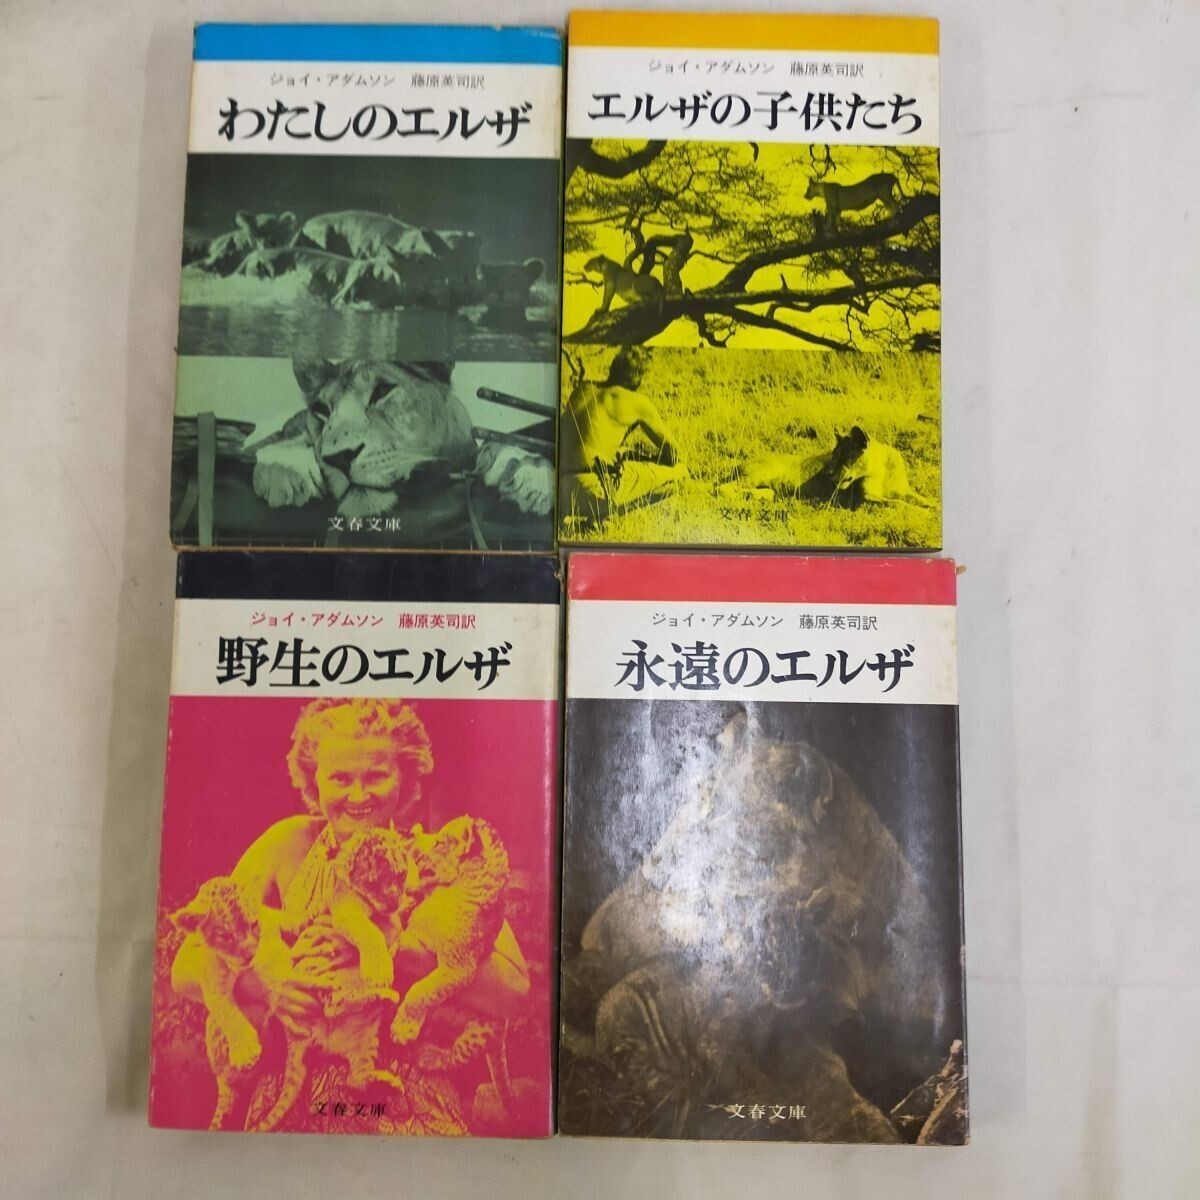 ジョイ・アダムソン 藤原英司訳
わたしのエルザ
文春文庫
ジョイ・アダムソン 藤原英司訳
エルザの子供たち
文春文庫
ジョイ・アダムソン 藤原英司訳
野生のエルザ
文春文庫
ジョイ・アダムソン 藤原英司訳
永遠のエルザ
文春文庫